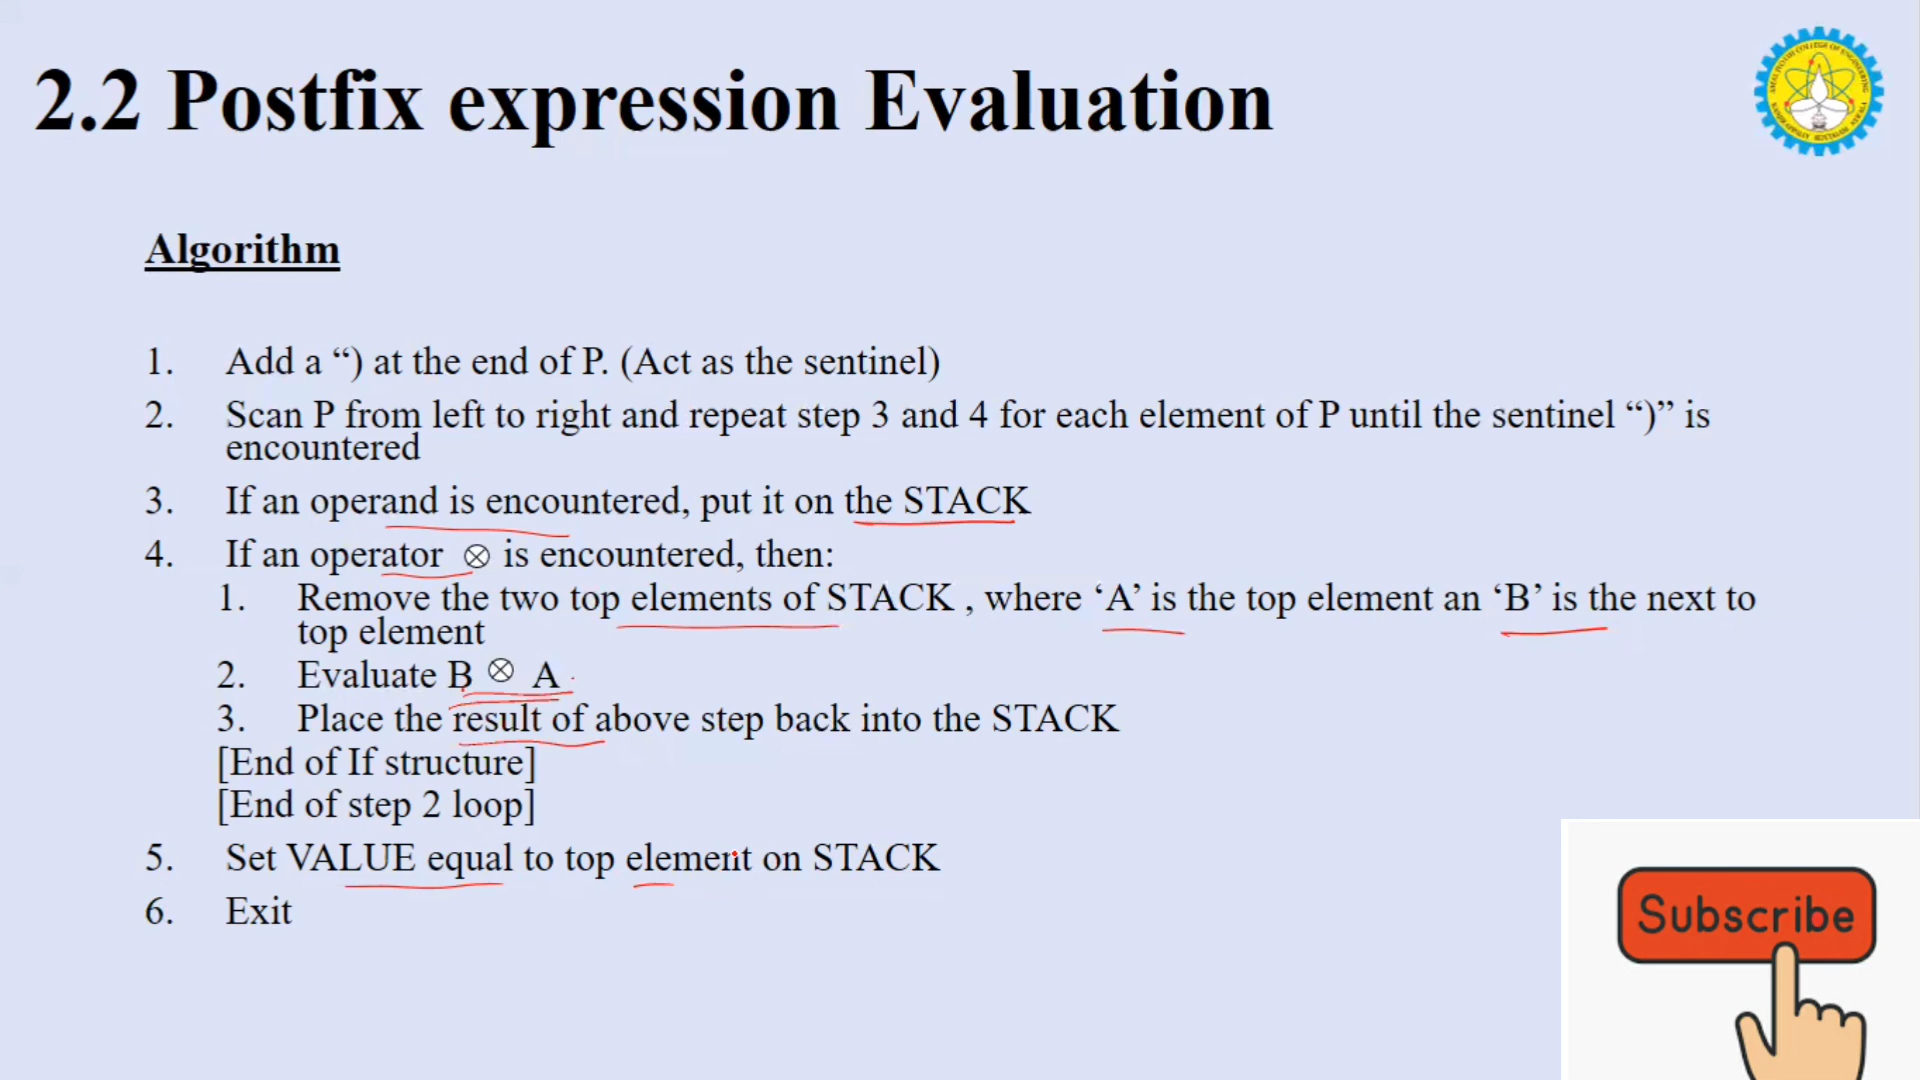 2.2 Postfix expression Evaluation
Algorithm
1. Add a “) at the end of P. (Act as the sentinel)
2. Scan P from left to right and repeat step 3 and 4 for each element of P until the sentinel “)” is
encountered
3. If an operand is encountered, put it on the STACK
4. If an operator ⊗ is encountered, then:
1. Remove the two top elements of STACK , where ‘A’ is the top element an ‘B’ is the next to
top element
2. Evaluate B ⊗ A
3. Place the result of above step back into the STACK
[End of If structure]
[End of step 2 loop]
5. Set VALUE equal to top element on STACK
6. Exit
Subscribe